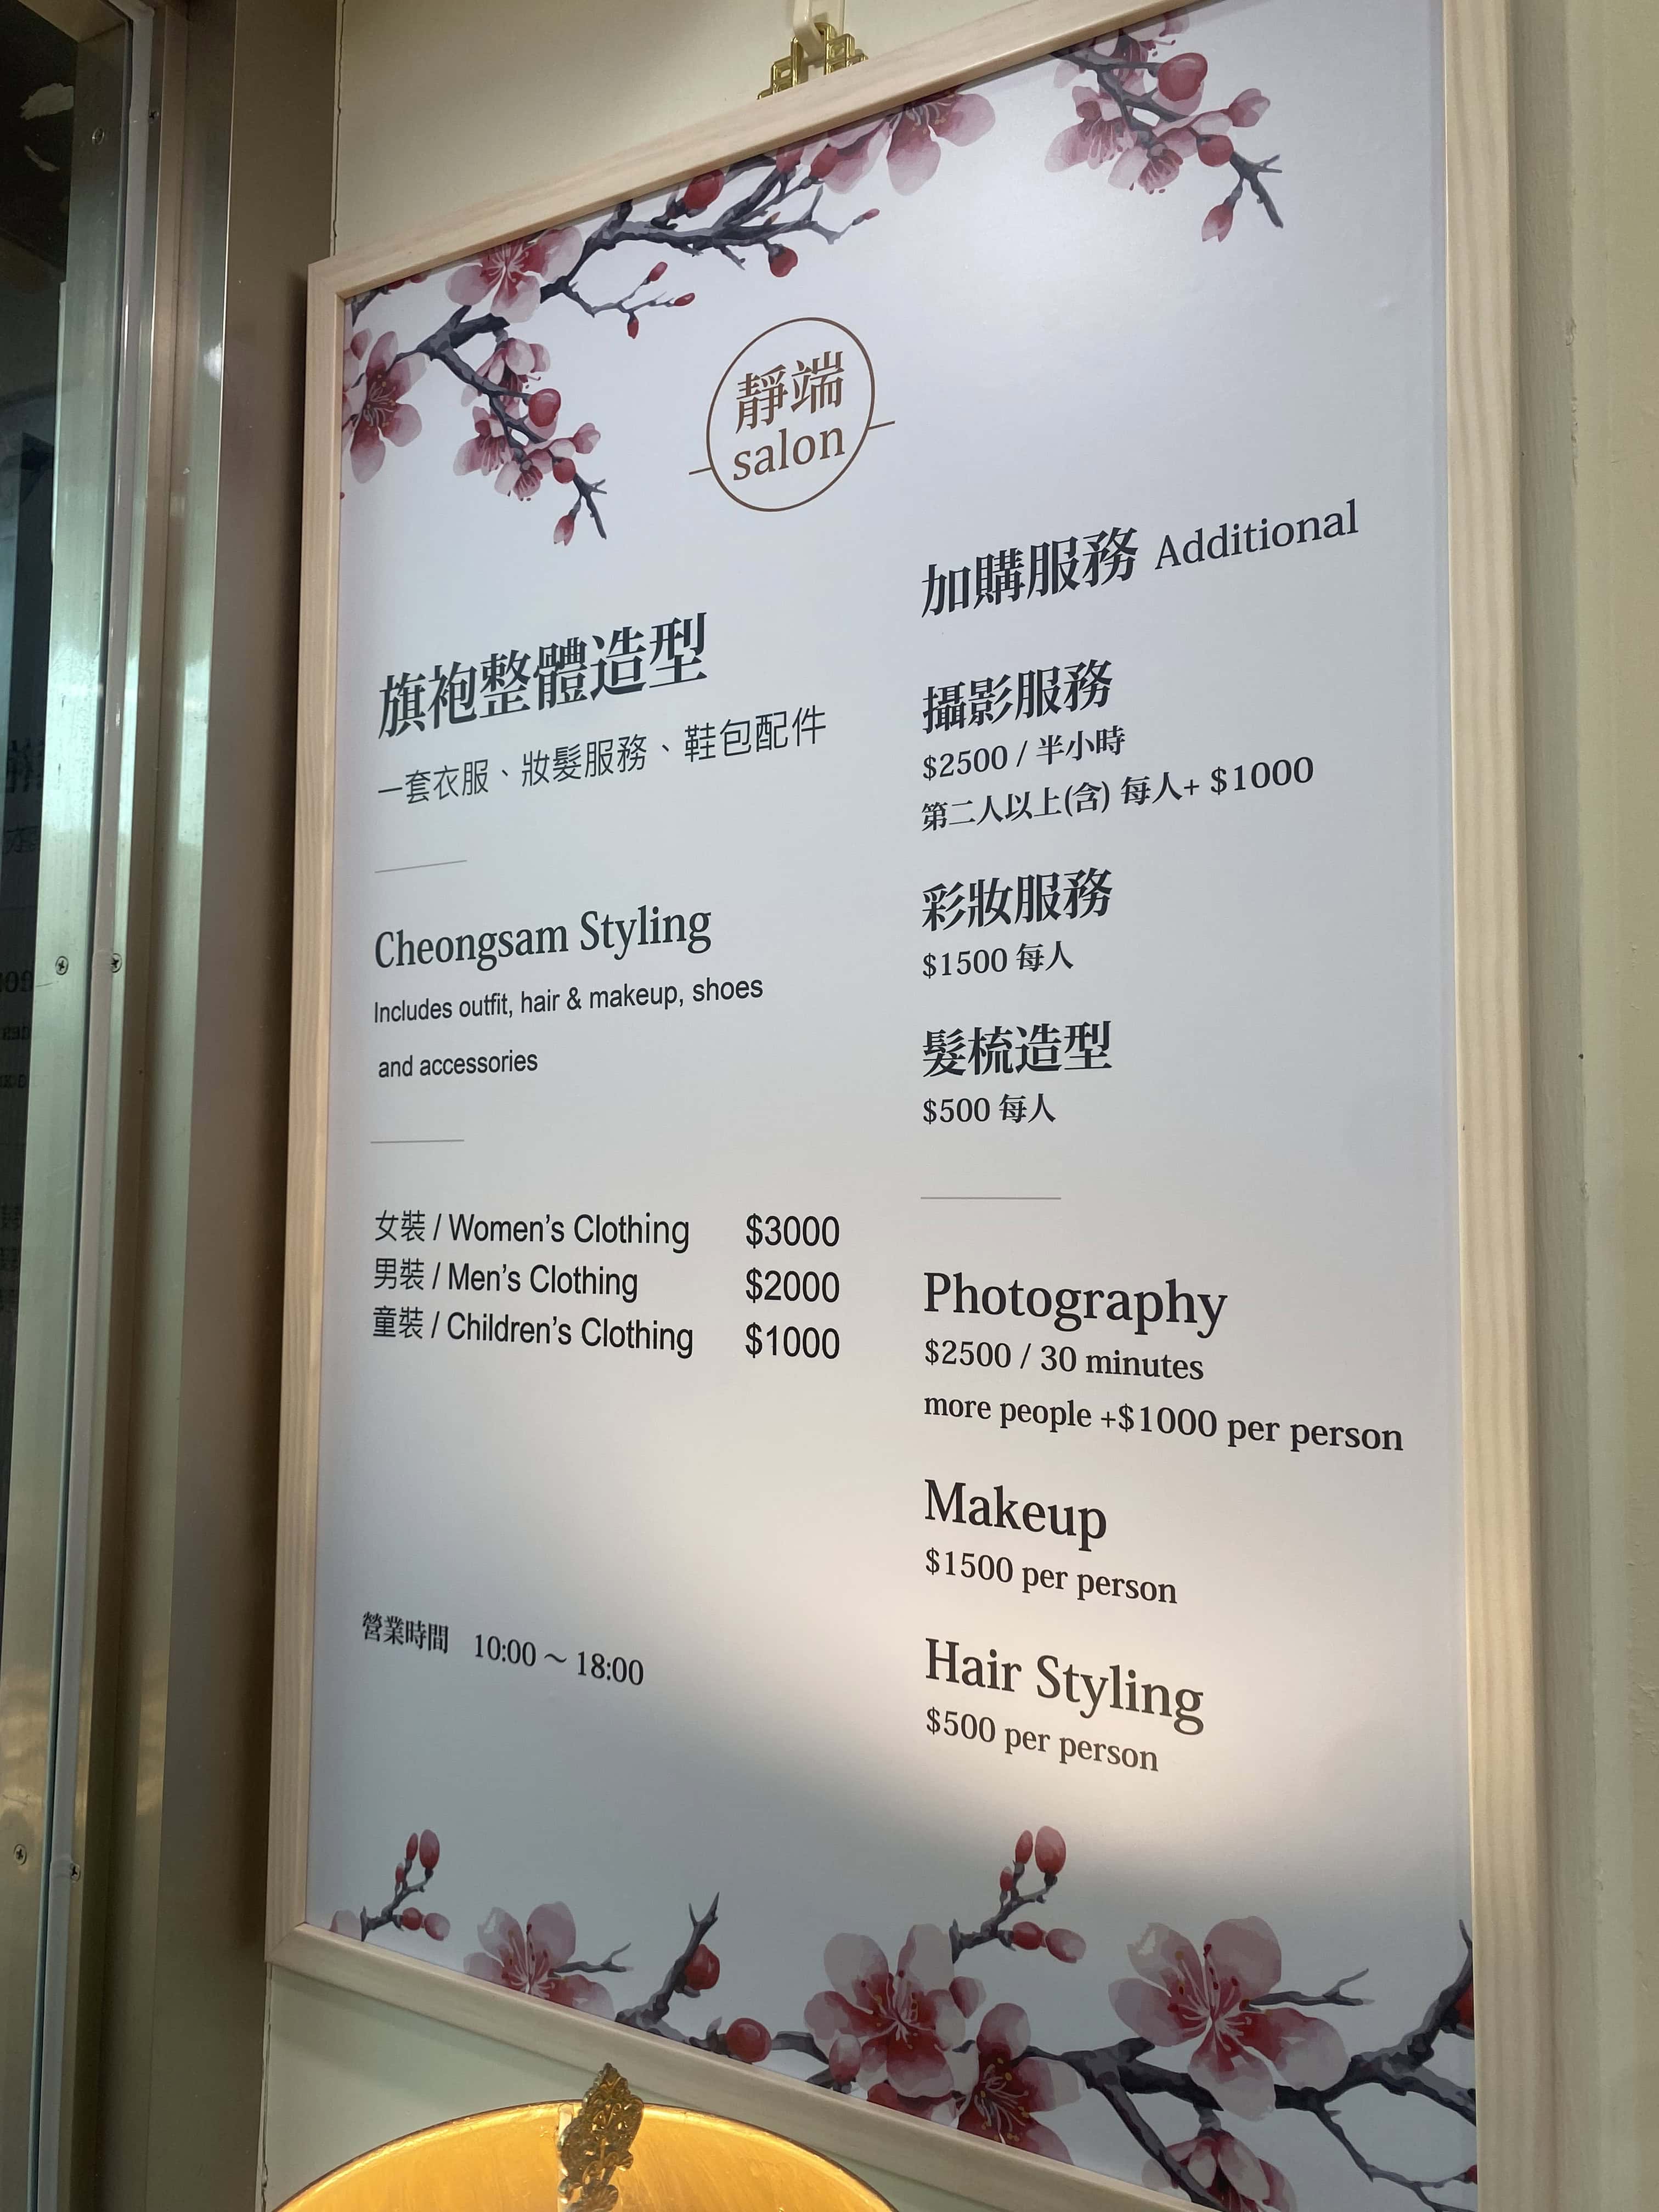 靜端
salon
旗袍整體造型
一套衣服、妝髮服務、鞋包配件
Cheongsam Styling
Includes outfit, hair & makeup, shoes
and accessories
女裝 / Women's Clothing $3000
男裝 / Men's Clothing $2000
童裝 / Children's Clothing $1000
營業時間 10:00 ～ 18:00
加購服務 Additional
攝影服務
$2500 / 半小時
第二人以上(含) 每人+ $1000
彩妝服務
$1500 每人
髮梳造型
$500 每人
Photography
$2500 / 30 minutes
more people +$1000 per person
Makeup
$1500 per person
Hair Styling
$500 per person